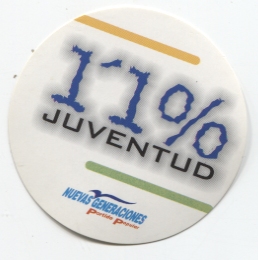 1'1%
JUVENTUD
NUEVAS GENERACIONES
Partido Popular